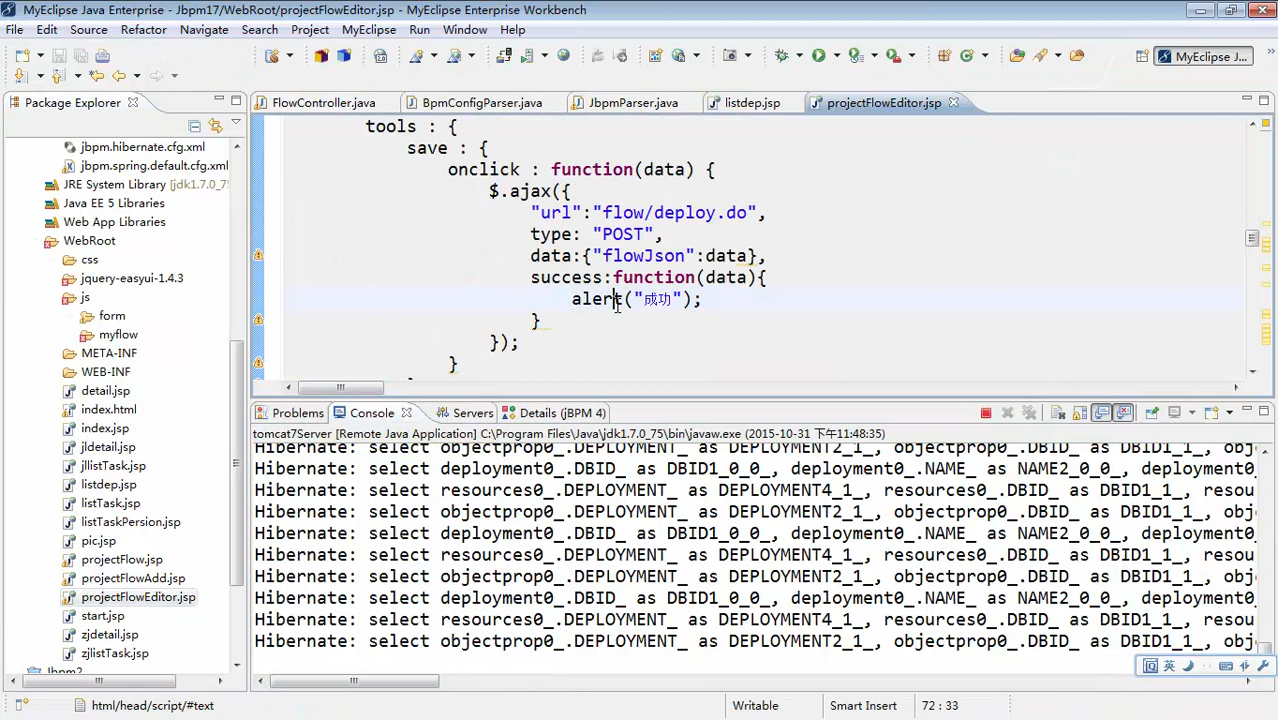 MyEclipse Java Enterprise - Jbpm17/WebRoot/projectFlowEditor.jsp - MyEclipse Enterprise Workbench
File Edit Source Refactor Navigate Search Project MyEclipse Run Window Help
MyEclipse J...
Package Explorer
FlowController.java BpmConfigParser.java JbpmParser.java listdep.jsp projectFlowEditor.jsp
jbpm.hibernate.cfg.xml
jbpm.spring.default.cfg.xml
JRE System Library [jdk1.7.0_75]
Java EE 5 Libraries
Web App Libraries
WebRoot
css
jquery-easyui-1.4.3
js
form
myflow
META-INF
WEB-INF
detail.jsp
index.html
index.jsp
jldetail.jsp
jllistTask.jsp
listdep.jsp
listTask.jsp
listTaskPersion.jsp
pic.jsp
projectFlow.jsp
projectFlowAdd.jsp
projectFlowEditor.jsp
start.jsp
zjdetail.jsp
zjlistTask.jsp
Jbpm2
tools : {
save : {
onclick : function(data) {
$.ajax({
"url":"flow/deploy.do",
type: "POST",
data:{"flowJson":data},
success:function(data){
alert("成功");
}
});
}
Problems Console Servers Details (jBPM 4)
tomcat7Server [Remote Java Application] C:\Program Files\Java\jdk1.7.0_75\bin\javaw.exe (2015-10-31 下午11:48:35)
Hibernate: select objectprop0_.DEPLOYMENT_ as DEPLOYMENT2_1_, objectprop0_.DBID_ as DBID1_1_, obj
Hibernate: select deployment0_.DBID_ as DBID1_0_0_, deployment0_.NAME_ as NAME2_0_0_, deployment0_
Hibernate: select resources0_.DEPLOYMENT_ as DEPLOYMENT4_1_, resources0_.DBID_ as DBID1_1_, resou
Hibernate: select objectprop0_.DEPLOYMENT_ as DEPLOYMENT2_1_, objectprop0_.DBID_ as DBID1_1_, obj
Hibernate: select deployment0_.DBID_ as DBID1_0_0_, deployment0_.NAME_ as NAME2_0_0_, deployment0_
Hibernate: select resources0_.DEPLOYMENT_ as DEPLOYMENT4_1_, resources0_.DBID_ as DBID1_1_, resou
Hibernate: select objectprop0_.DEPLOYMENT_ as DEPLOYMENT2_1_, objectprop0_.DBID_ as DBID1_1_, obj
Hibernate: select deployment0_.DBID_ as DBID1_0_0_, deployment0_.NAME_ as NAME2_0_0_, deployment0_
Hibernate: select resources0_.DEPLOYMENT_ as DEPLOYMENT4_1_, resources0_.DBID_ as DBID1_1_, resou
Hibernate: select objectprop0_.DEPLOYMENT_ as DEPLOYMENT2_1_, objectprop0_.DBID_ as DBID1_1_, obj
英
html/head/script/#text Writable Smart Insert 72 : 33